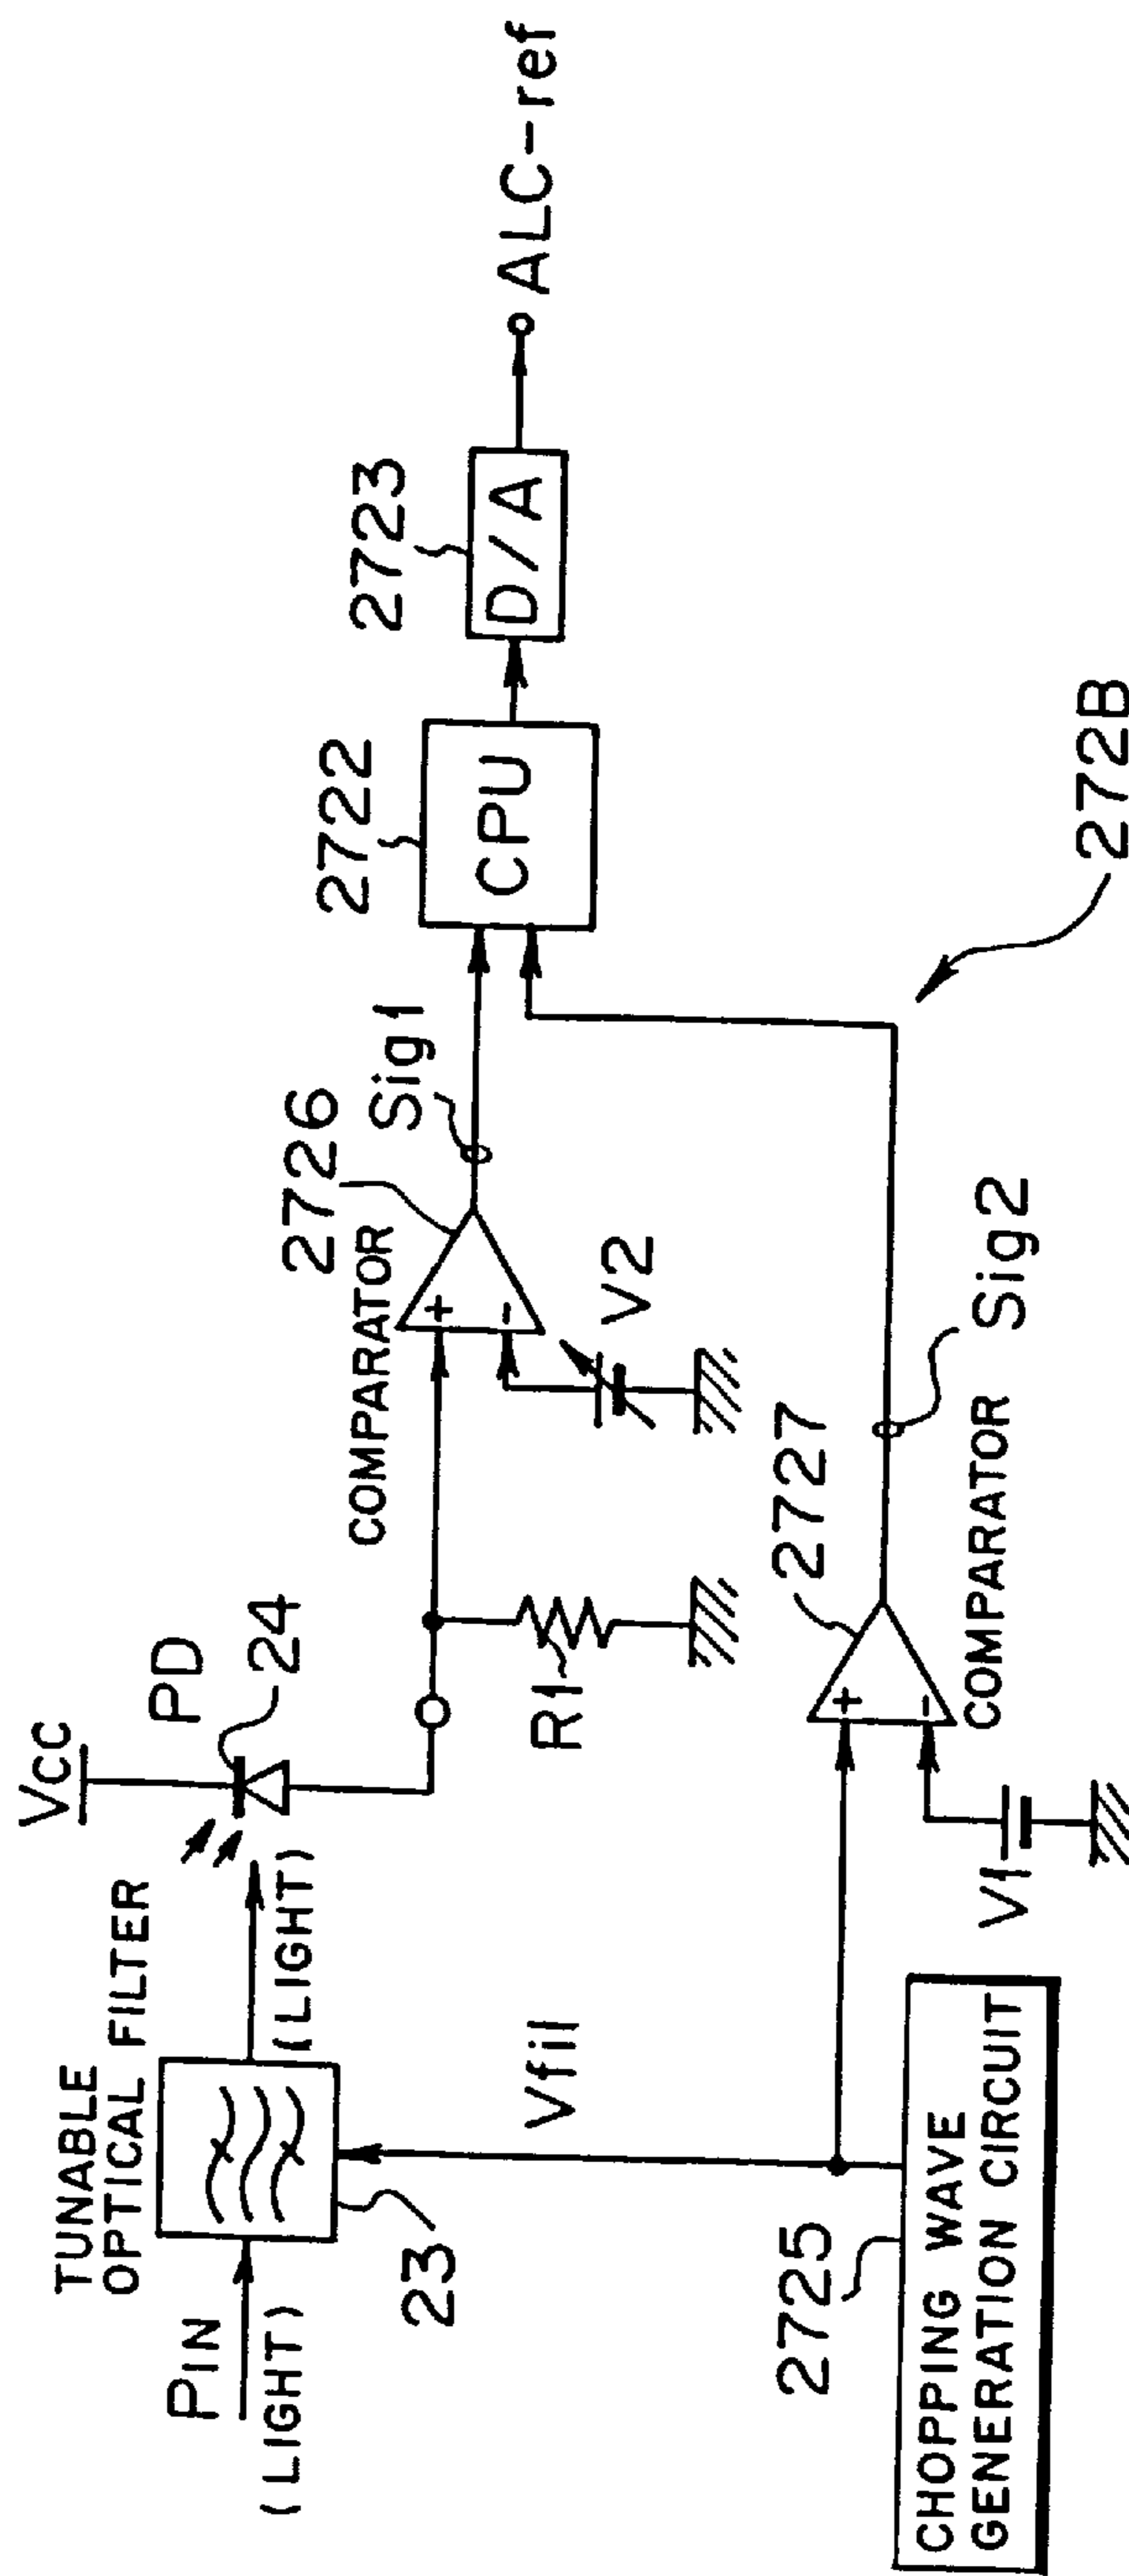 TUNABLE
OPTICAL FILTER
PIN
(LIGHT)
23
(LIGHT)
Vcc
PD
24
Vfil
R1
COMPARATOR
2726
V2
Sig1
2722
CPU
2723
D/A
ALC-ref
2725
CHOPPING WAVE
GENERATION CIRCUIT
V1
2727
COMPARATOR
Sig2
272B
+
-
+
-